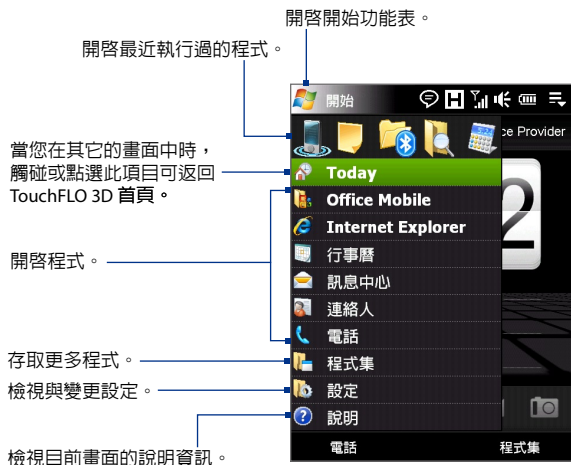 開啟開始功能表。
開啟最近執行過的程式。
當您在其它的畫面中時，
觸碰或點選此項目可返回
TouchFLO 3D 首頁。
開啟程式。
存取更多程式。
檢視與變更設定。
檢視目前畫面的說明資訊。
開始
ce Provider
Today
Office Mobile
Internet Explorer
行事曆
訊息中心
連絡人
電話
程式集
設定
說明
2
電話
程式集